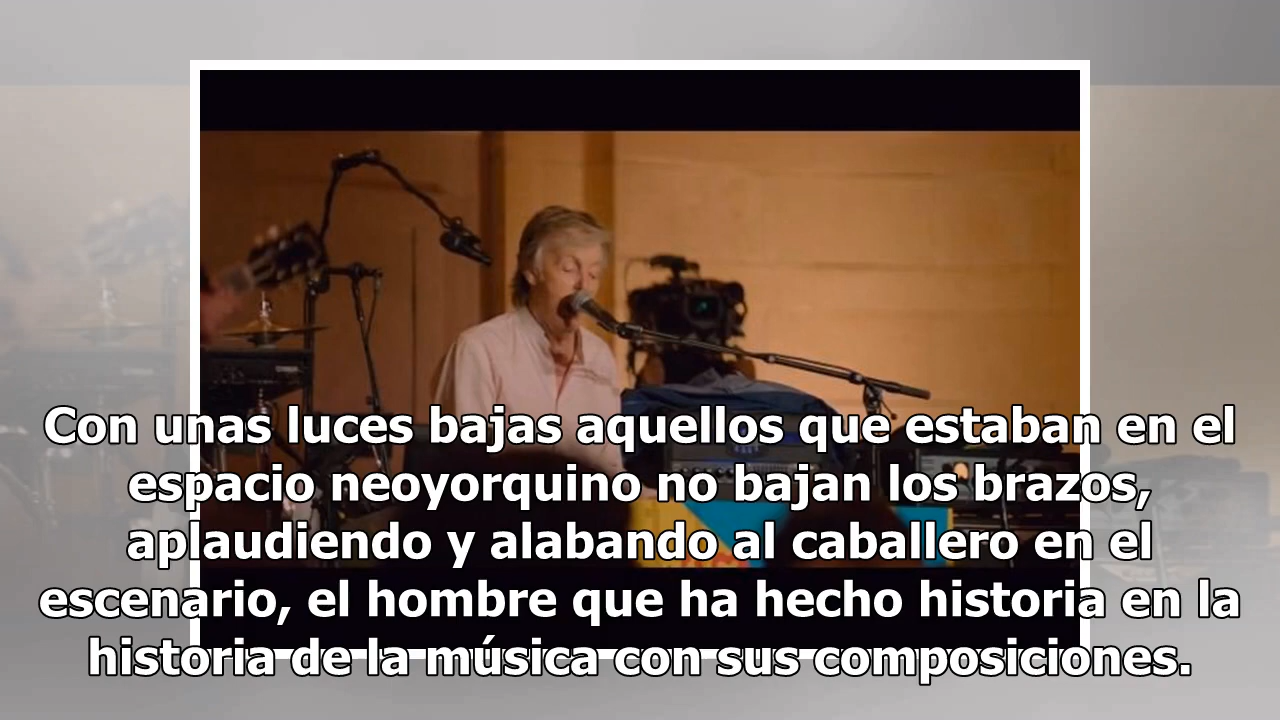 Con unas luces bajas aquellos que estaban en el
espacio neoyorquino no bajan los brazos,
aplaudiendo y alabando al caballero en el
escenario, el hombre que ha hecho historia en la
historia de la música con sus composiciones.